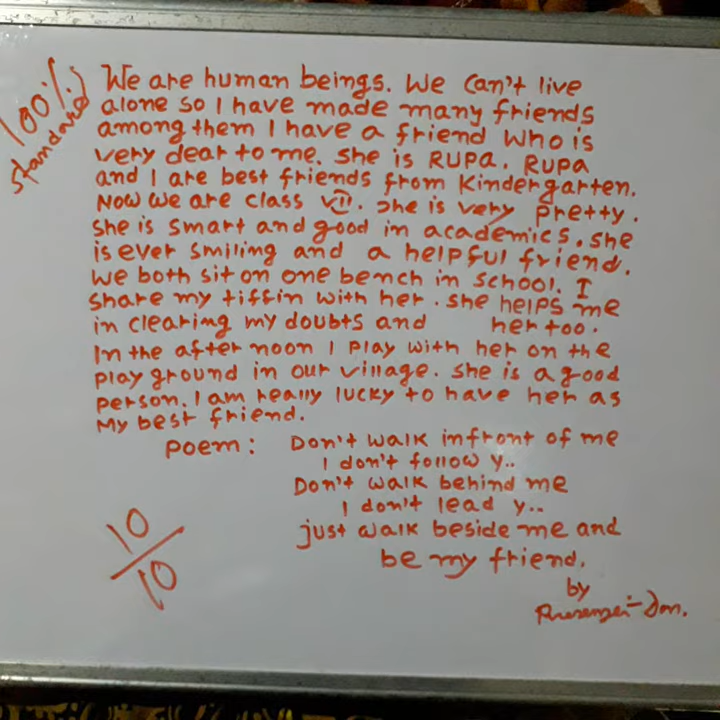 100% standard
We are human beings. We can't live
alone so I have made many friends
among them I have a friend who is
very dear to me. She is RUPA. RUPA
and I are best friends from Kindergarten.
Now we are class VII. She is very pretty.
She is smart and good in academics. she
is ever smiling and a helpful friend.
we both sit on one bench in school. I
share my tiffin with her. she helps me
in clearing my doubts and her too.
In the after noon I play with her on the
play ground in our village. she is a good
person. I am really lucky to have her as
My best friend.
Poem: Don't walk infront of me
I don't follow y..
Don't walk behind me
I don't lead y..
just walk beside me and
be my friend.
10/10
by